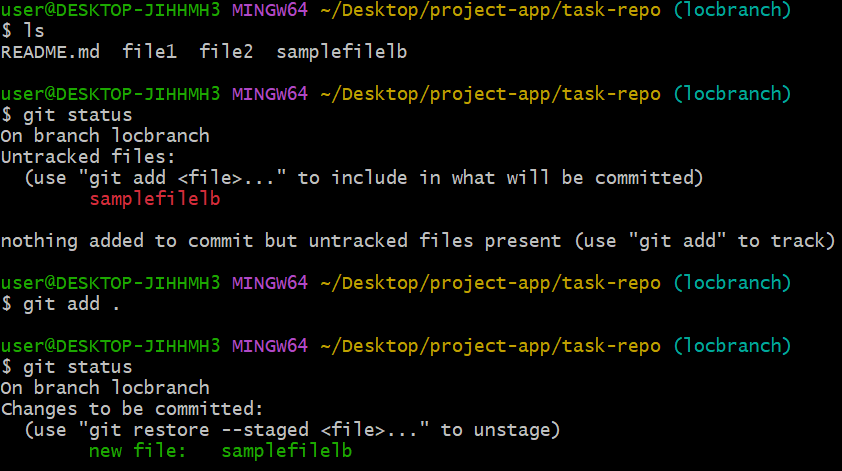 user@DESKTOP-JIHHMH3 MINGW64 ~/Desktop/project-app/task-repo (locbranch)
$ ls
README.md  file1  file2  samplefilelb
user@DESKTOP-JIHHMH3 MINGW64 ~/Desktop/project-app/task-repo (locbranch)
$ git status
On branch locbranch
Untracked files:
  (use "git add <file>..." to include in what will be committed)
        samplefilelb
nothing added to commit but untracked files present (use "git add" to track)
user@DESKTOP-JIHHMH3 MINGW64 ~/Desktop/project-app/task-repo (locbranch)
$ git add .
user@DESKTOP-JIHHMH3 MINGW64 ~/Desktop/project-app/task-repo (locbranch)
$ git status
On branch locbranch
Changes to be committed:
  (use "git restore --staged <file>..." to unstage)
        new file:   samplefilelb